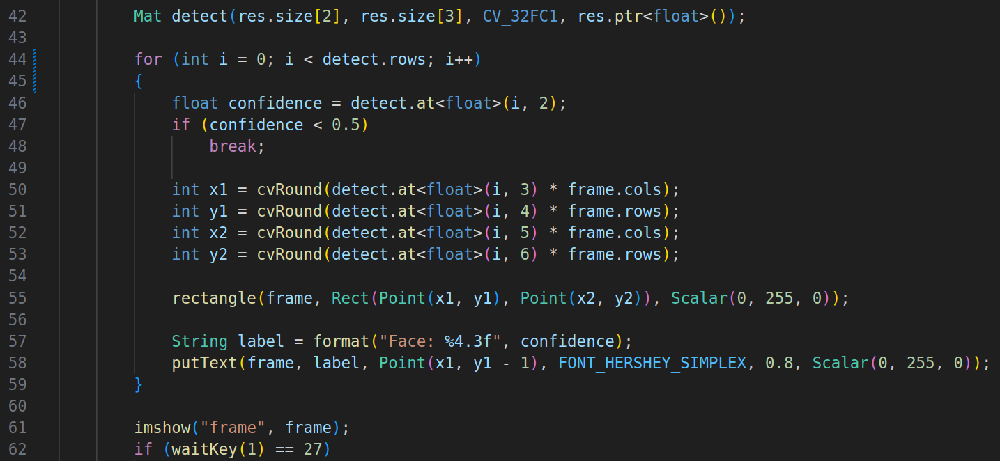 42 Mat detect(res.size[2], res.size[3], CV_32FC1, res.ptr<float>());
43
44 for (int i = 0; i < detect.rows; i++)
45 {
46 float confidence = detect.at<float>(i, 2);
47 if (confidence < 0.5)
48 break;
49
50 int x1 = cvRound(detect.at<float>(i, 3) * frame.cols);
51 int y1 = cvRound(detect.at<float>(i, 4) * frame.rows);
52 int x2 = cvRound(detect.at<float>(i, 5) * frame.cols);
53 int y2 = cvRound(detect.at<float>(i, 6) * frame.rows);
54
55 rectangle(frame, Rect(Point(x1, y1), Point(x2, y2)), Scalar(0, 255, 0));
56
57 String label = format("Face: %4.3f", confidence);
58 putText(frame, label, Point(x1, y1 - 1), FONT_HERSHEY_SIMPLEX, 0.8, Scalar(0, 255, 0));
59 }
60
61 imshow("frame", frame);
62 if (waitKey(1) == 27)